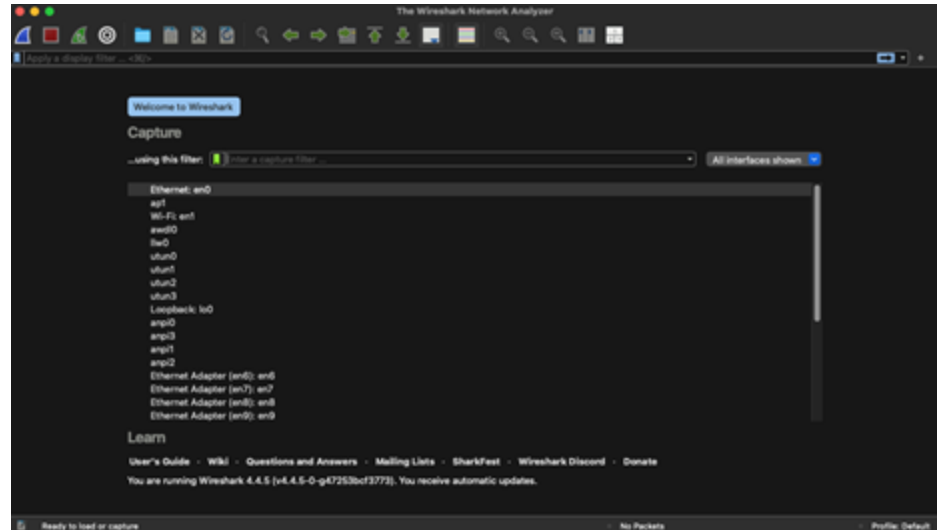 The Wireshark Network Analyzer
Apply a display filter ... <⌘/>
Welcome to Wireshark
Capture
...using this filter: Enter a capture filter ... All interfaces shown
Ethernet: en0
ap1
Wi-Fi: en1
awdl0
llw0
utun0
utun1
utun2
utun3
Loopback: lo0
anpi0
anpi3
anpi1
anpi2
Ethernet Adapter (en6): en6
Ethernet Adapter (en7): en7
Ethernet Adapter (en8): en8
Ethernet Adapter (en9): en9
Learn
User's Guide · Wiki · Questions and Answers · Mailing Lists · SharkFest · Wireshark Discord · Donate
You are running Wireshark 4.4.5 (v4.4.5-0-g47253bcf3773). You receive automatic updates.
Ready to load or capture No Packets Profile: Default